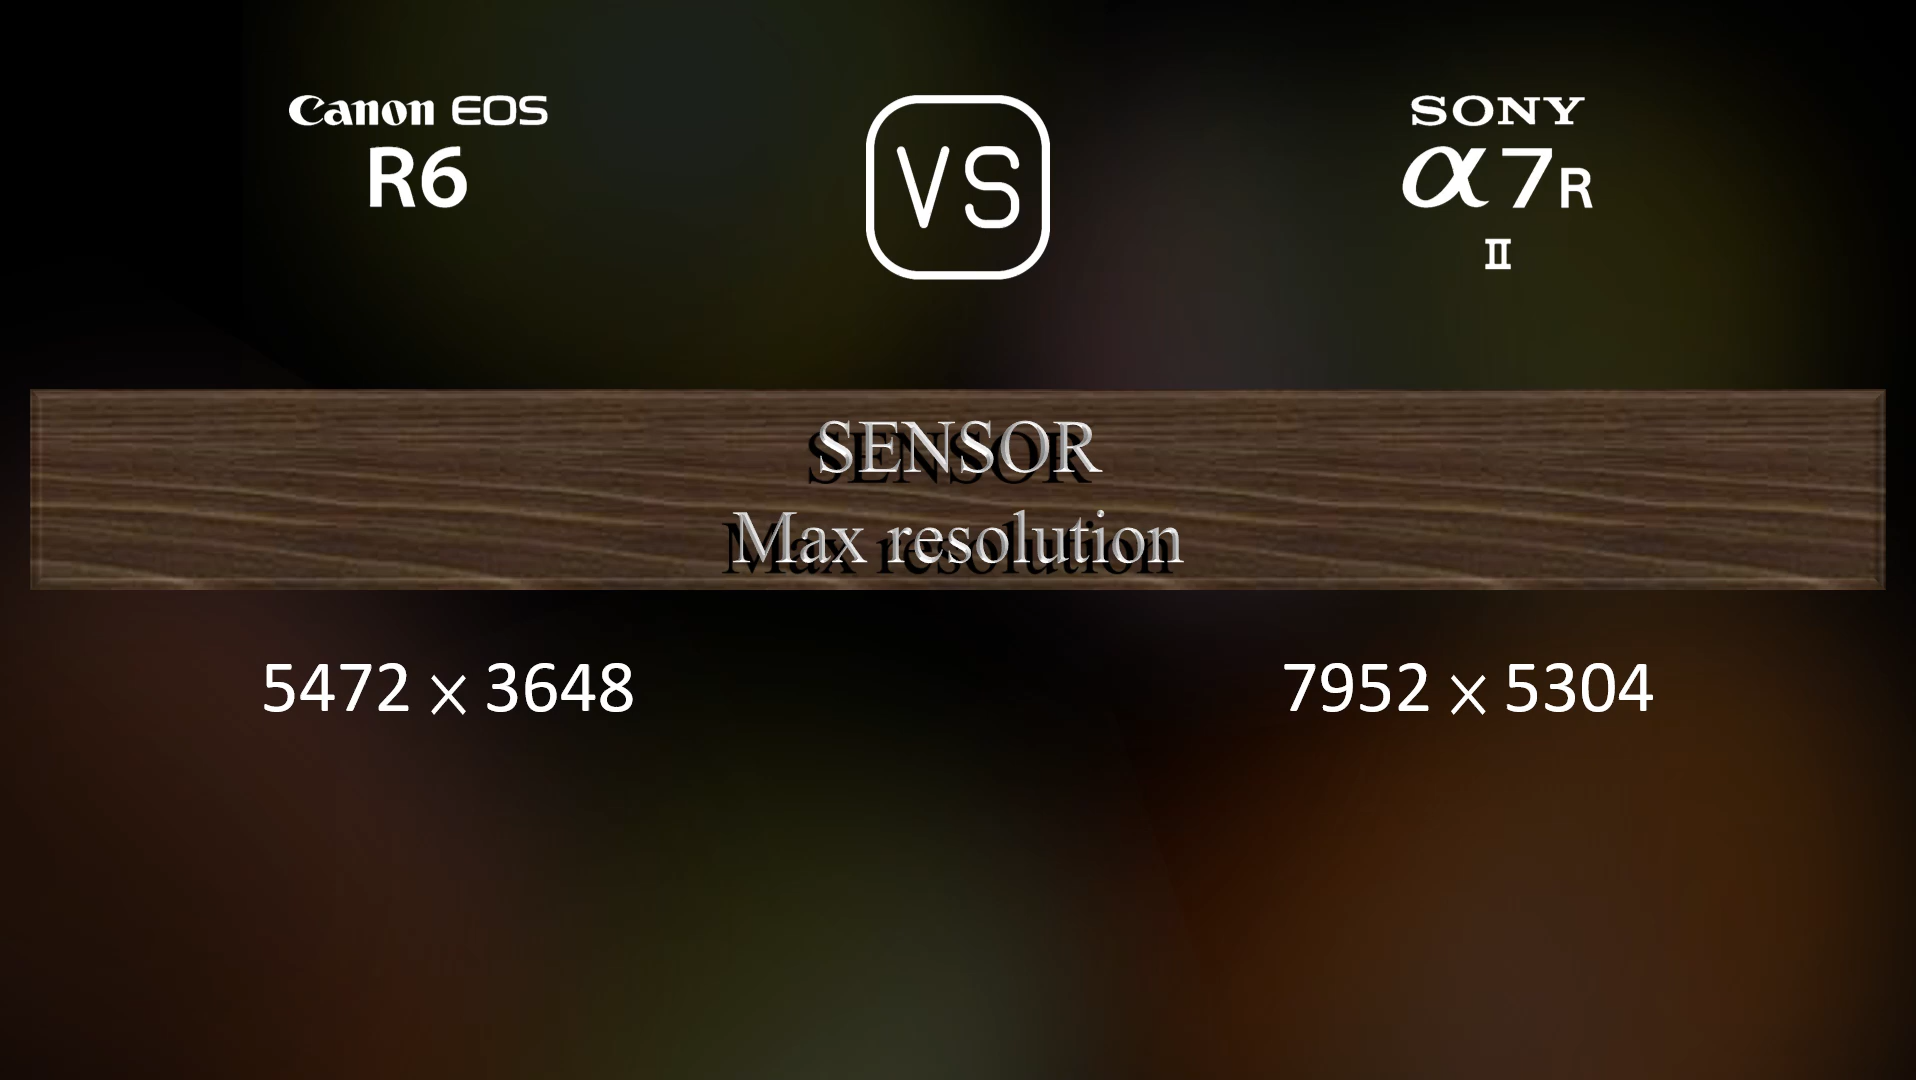 Canon EOS
R6
VS
SONY
α7R
II
SENSOR
Max resolution
5472 x 3648
7952 x 5304